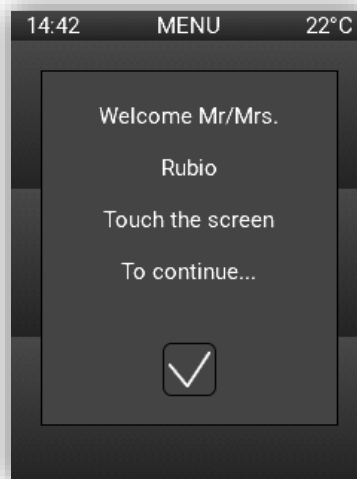 14:42 MENU 22°C
Welcome Mr/Mrs.
Rubio
Touch the screen
To continue...